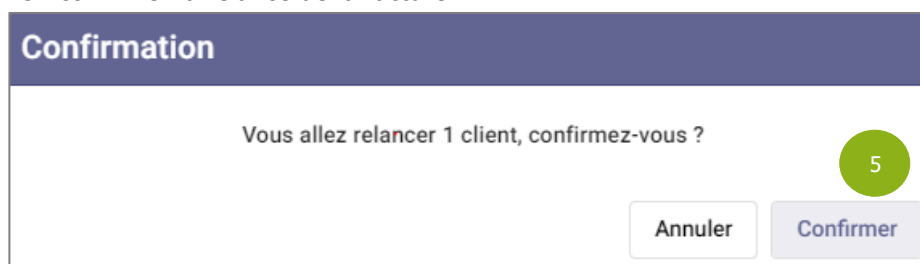 Confirmation
Vous allez relancer 1 client, confirmez-vous ?
5
Annuler
Confirmer